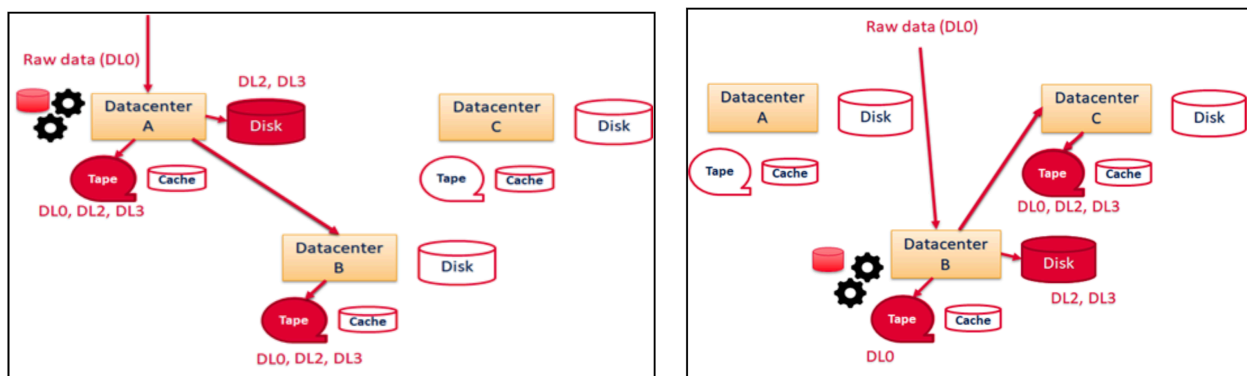 Raw data (DL0)
DL2, DL3
Datacenter
A
Disk
Datacenter
C
Disk
Tape
Cache
DL0, DL2, DL3
Tape
Cache
Datacenter
B
Disk
Tape
Cache
DL0, DL2, DL3
Raw data (DL0)
Datacenter
A
Disk
Datacenter
C
Disk
Tape
Cache
Tape
Cache
DL0, DL2, DL3
Datacenter
B
Disk
DL2, DL3
Tape
Cache
DL0